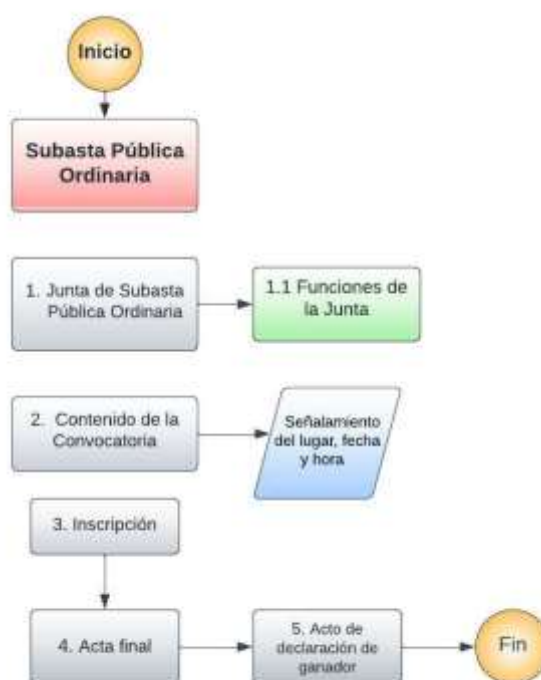 Inicio
Subasta Pública
Ordinaria
1. Junta de Subasta
Pública Ordinaria
1.1 Funciones de
la Junta
2. Contenido de la
Convocatoria
Señalamiento
del lugar, fecha
y hora
3. Inscripción
4. Acta final
5. Acto de
declaración de
ganador
Fin